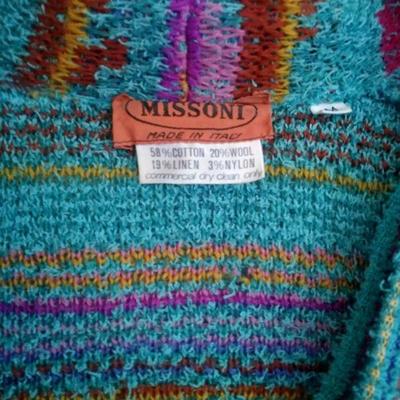 MISSONI
MADE IN ITALY
58%COTTON 20%WOOL
19%LINEN 3%NYLON
commercial dry clean only